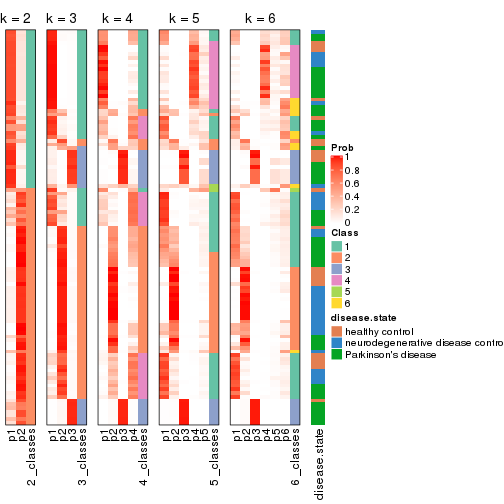 k = 2 k = 3 k = 4 k = 5 k = 6
Prob
1
0.8
0.6
0.4
0.2
0
Class
1
2
3
4
5
6
disease.state
healthy control
neurodegenerative disease contro
Parkinson's disease
p1 p2 2_classes p1 p2 p3 3_classes p1 p2 p3 p4 4_classes p1 p2 p3 p4 p5 5_classes p1 p2 p3 p4 p5 p6 6_classes disease.state